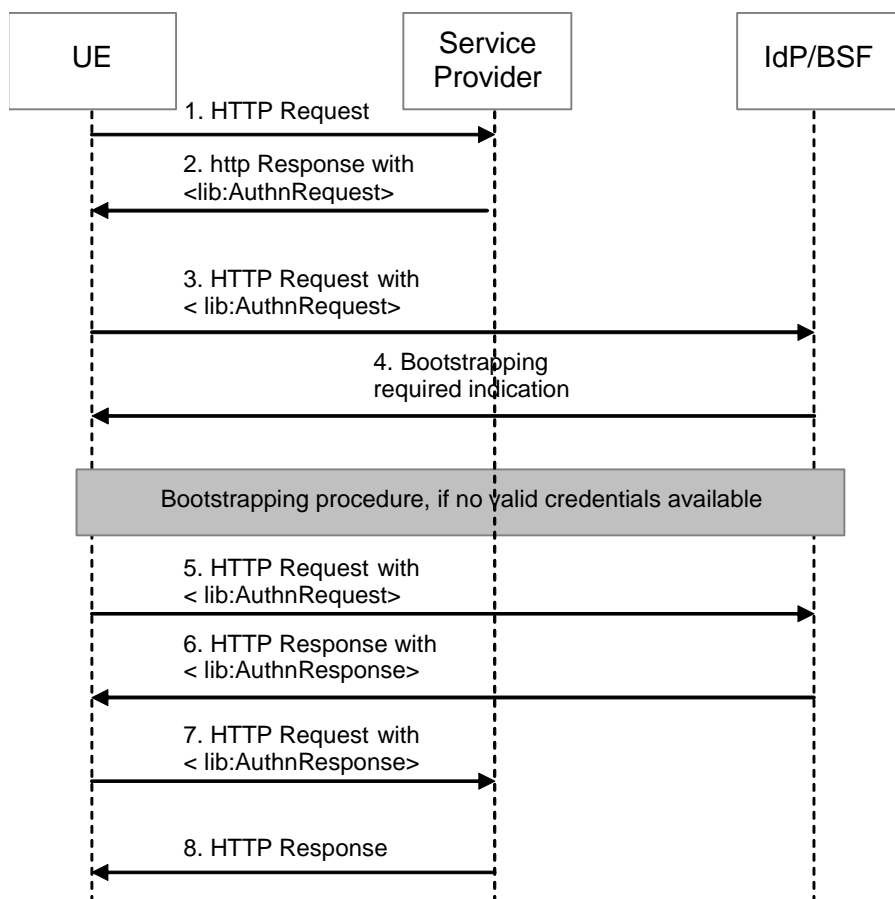 UE
Service
Provider
IdP/BSF
1. HTTP Request
2. http Response with
<lib:AuthnRequest>
3. HTTP Request with
< lib:AuthnRequest>
4. Bootstrapping
required indication
Bootstrapping procedure, if no valid credentials available
5. HTTP Request with
< lib:AuthnRequest>
6. HTTP Response with
< lib:AuthnResponse>
7. HTTP Request with
< lib:AuthnResponse>
8. HTTP Response